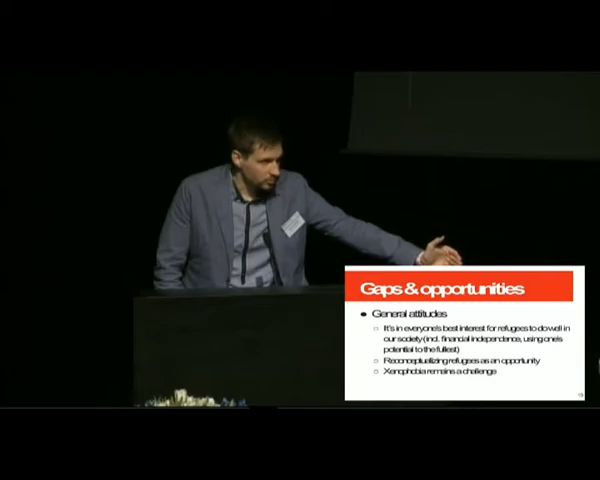 Gaps & opportunities
● General attitudes
○ It's in everyone's best interest for refugees to do well in
our society (incl. financial independence, using one's
potential to the fullest)
○ Reconceptualizing refugees as an opportunity
○ Xenophobia remains a challenge